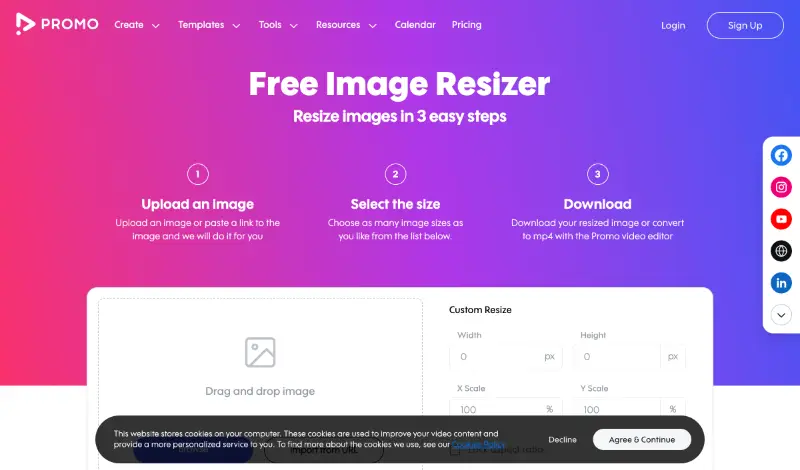 PROMO
Create
Templates
Tools
Resources
Calendar
Pricing
Login
Sign Up
Free Image Resizer
Resize images in 3 easy steps
1
Upload an image
Upload an image or paste a link to the
image and we will do it for you
2
Select the size
Choose as many image sizes as
you like from the list below.
3
Download
Download your resized image or convert
to mp4 with the Promo video editor
Drag and drop image
Browse
Import from URL
Custom Resize
Width
Height
0 px
0 px
X Scale
Y Scale
100 %
100 %
Lock aspect ratio
This website stores cookies on your computer. These cookies are used to improve your video content and
provide a more personalized service to you. To find more about the cookies we use, see our Cookies Policy.
Decline
Agree & Continue